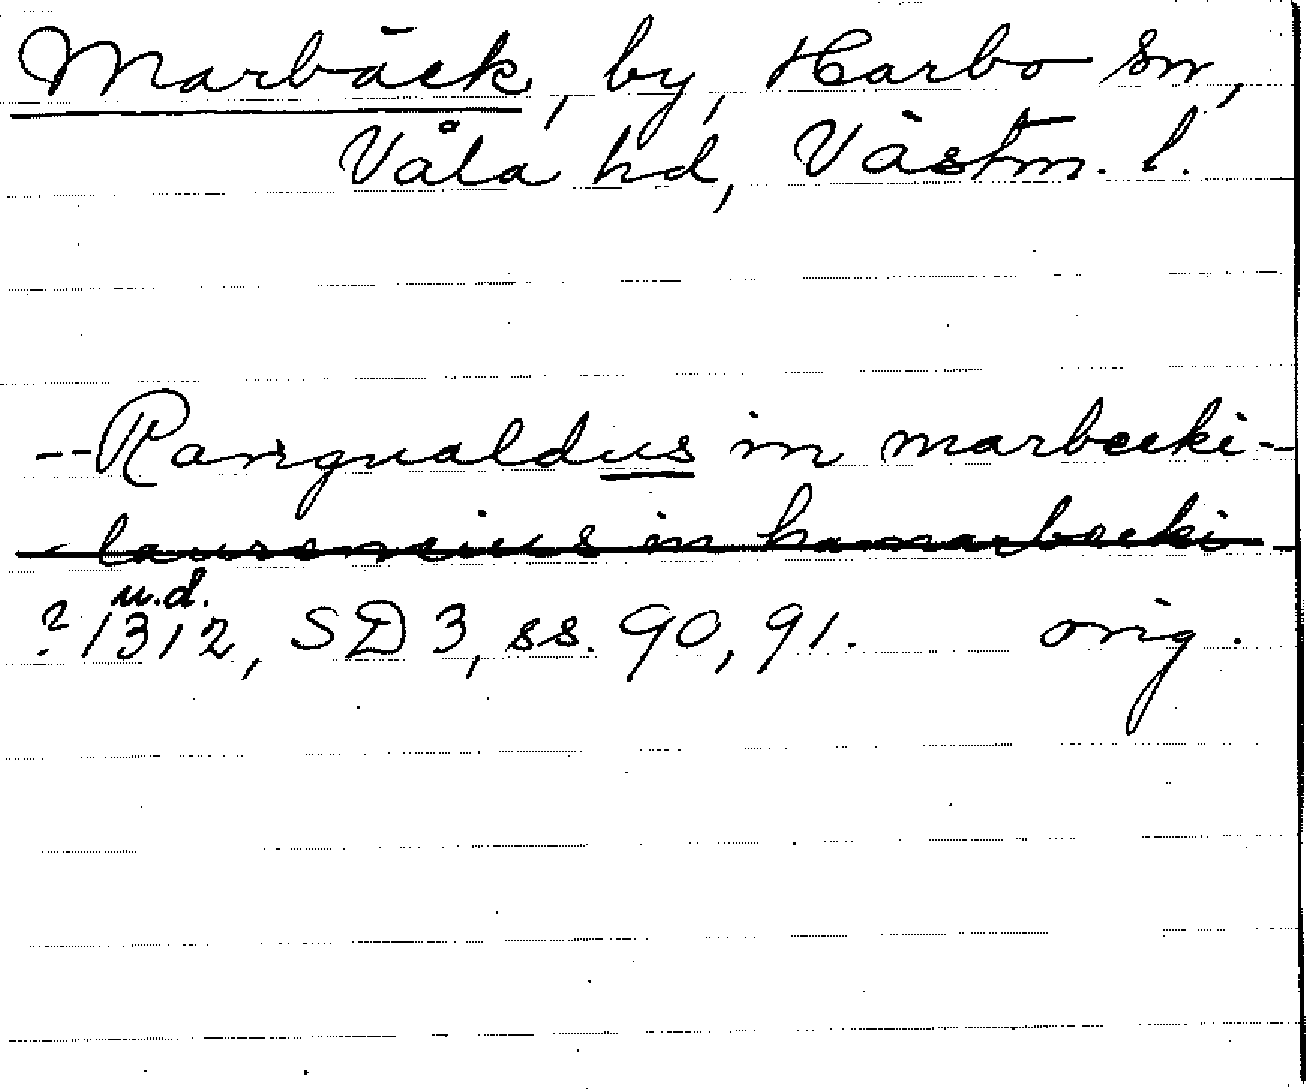 Marbäck, by, Harbo sn,
Våla hd, Västm. l.
-- Ranguualdus in marbecki -
- laurencius in hamarbecki -
u.d.
? 1312, SD 3, ss. 90, 91. orig.